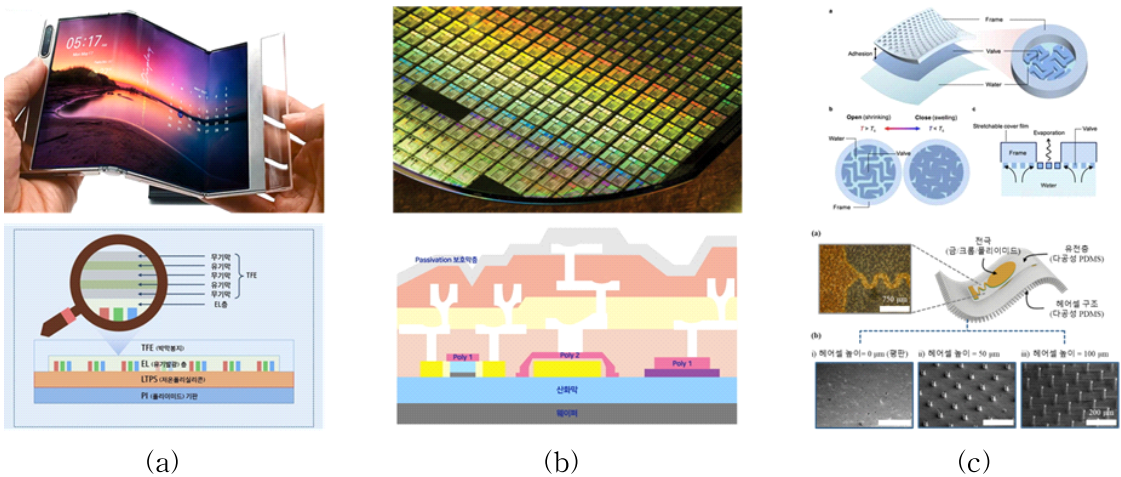 05:17
Display
무기막
유기막
무기막
유기막
무기막
EL층
TFE
TFE (박막봉지)
EL (유기발광) 층
LTPS (저온폴리실리콘)
PI (폴리이미드) 기판
(a)
Passivation 보호막층
Poly 1
Poly 2
Poly 1
산화막
웨이퍼
(b)
a
Frame
Adhesion
Valve
Water
b
Open (shrinking)
Close (swelling)
Water
Valve
Frame
c
Stretchable cover film
Evaporation
Valve
Frame
Water
(a)
750 μm
전극
(금/크롬/폴리이미드)
유전층
(다공성 PDMS)
헤어셀 구조
(다공성 PDMS)
(b)
i) 헤어셀 높이= 0 μm (평판)
ii) 헤어셀 높이 = 50 μm
iii) 헤어셀 높이 = 100 μm
200 μm
(c)